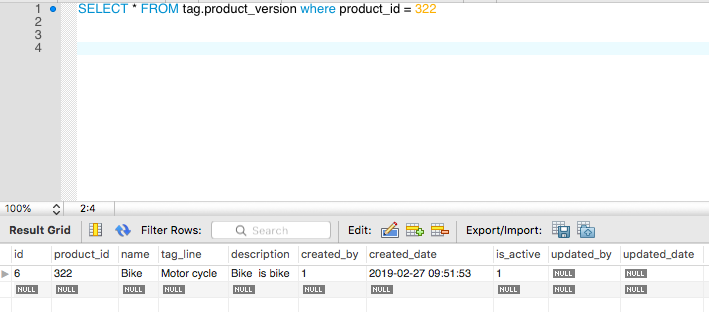 1 SELECT * FROM tag.product_version where product_id = 322
2
3
4
100% 2:4
Result Grid Filter Rows: Search Edit: Export/Import:
id product_id name tag_line description created_by created_date is_active updated_by updated_date
6 322 Bike Motor cycle Bike is bike 1 2019-02-27 09:51:53 1 NULL NULL
NULL NULL NULL NULL NULL NULL NULL NULL NULL NULL